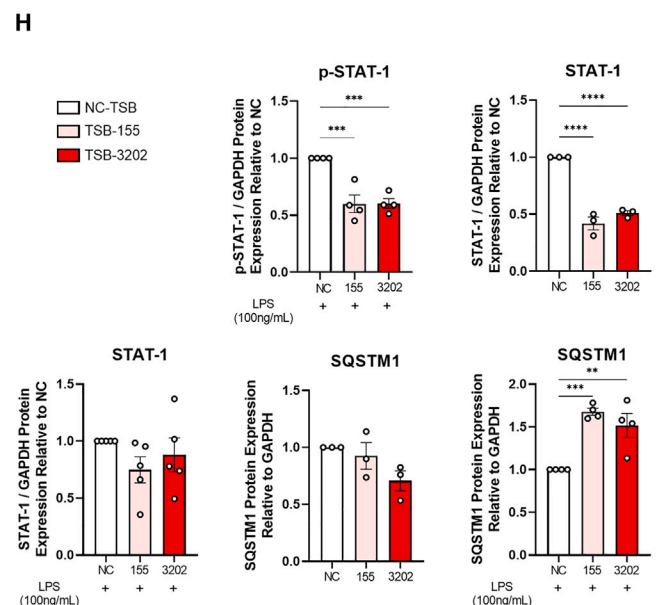 H
NC-TSB
TSB-155
TSB-3202
p-STAT-1
p-STAT-1 / GAPDH Protein
Expression Relative to NC
1.5
1.0
0.5
0.0
***
***
NC 155 3202
LPS + + +
(100ng/mL)
STAT-1
STAT-1 / GAPDH Protein
Expression Relative to NC
1.5
1.0
0.5
0.0
****
****
NC 155 3202
STAT-1
STAT-1 / GAPDH Protein
Expression Relative to NC
1.5
1.0
0.5
0.0
NC 155 3202
LPS + + +
(100ng/mL)
SQSTM1
SQSTM1 Protein Expression
Relative to GAPDH
1.5
1.0
0.5
0.0
NC 155 3202
SQSTM1
SQSTM1 Protein Expression
Relative to GAPDH
2.0
1.5
1.0
0.5
0.0
**
***
NC 155 3202
LPS + + +
(100ng/mL)